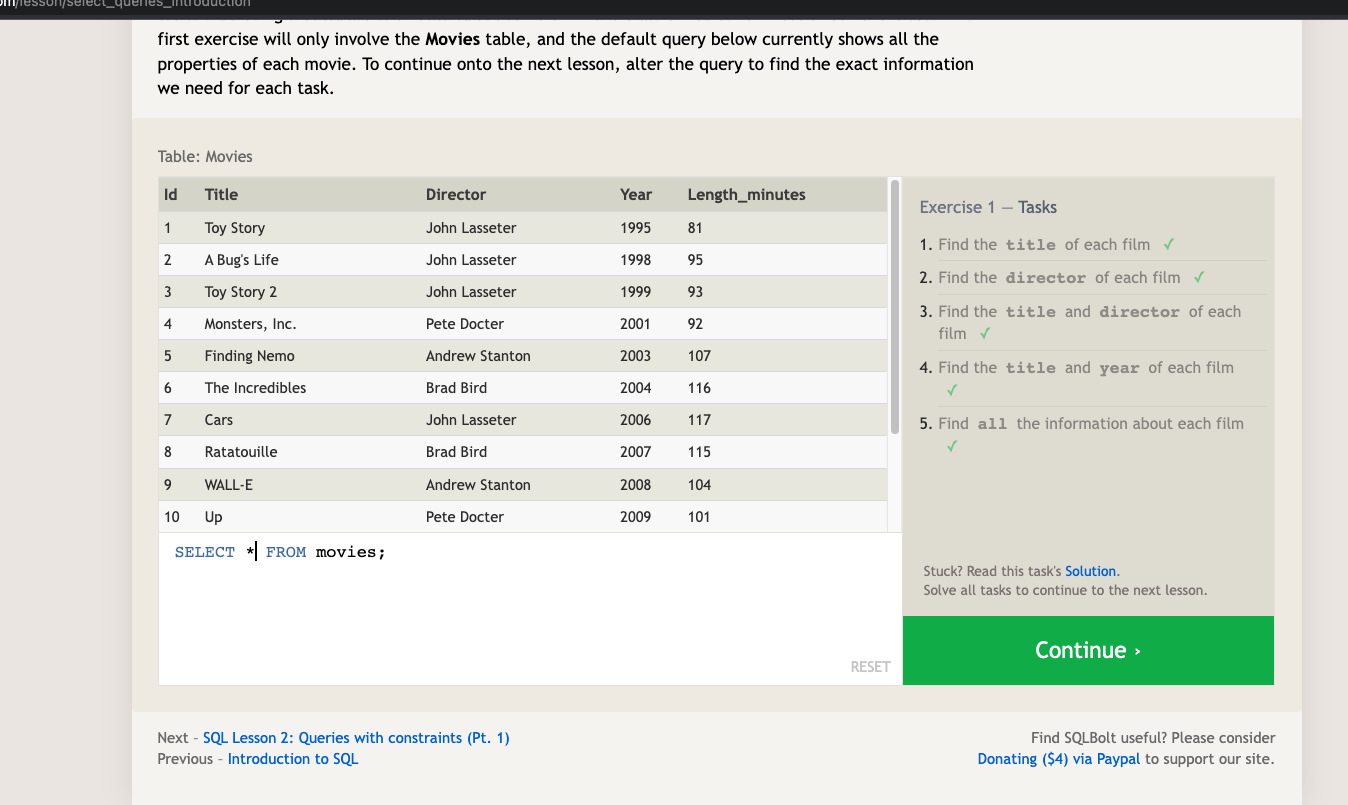 om/lesson/select_queries_introduction
first exercise will only involve the Movies table, and the default query below currently shows all the
properties of each movie. To continue onto the next lesson, alter the query to find the exact information
we need for each task.
Table: Movies
Id Title Director Year Length_minutes
1 Toy Story John Lasseter 1995 81
2 A Bug's Life John Lasseter 1998 95
3 Toy Story 2 John Lasseter 1999 93
4 Monsters, Inc. Pete Docter 2001 92
5 Finding Nemo Andrew Stanton 2003 107
6 The Incredibles Brad Bird 2004 116
7 Cars John Lasseter 2006 117
8 Ratatouille Brad Bird 2007 115
9 WALL-E Andrew Stanton 2008 104
10 Up Pete Docter 2009 101
SELECT * FROM movies;
RESET
Exercise 1 — Tasks
1. Find the title of each film ✓
2. Find the director of each film ✓
3. Find the title and director of each
film ✓
4. Find the title and year of each film
✓
5. Find all the information about each film
✓
Stuck? Read this task's Solution.
Solve all tasks to continue to the next lesson.
Continue ›
Next – SQL Lesson 2: Queries with constraints (Pt. 1)
Previous – Introduction to SQL
Find SQLBolt useful? Please consider
Donating ($4) via Paypal to support our site.